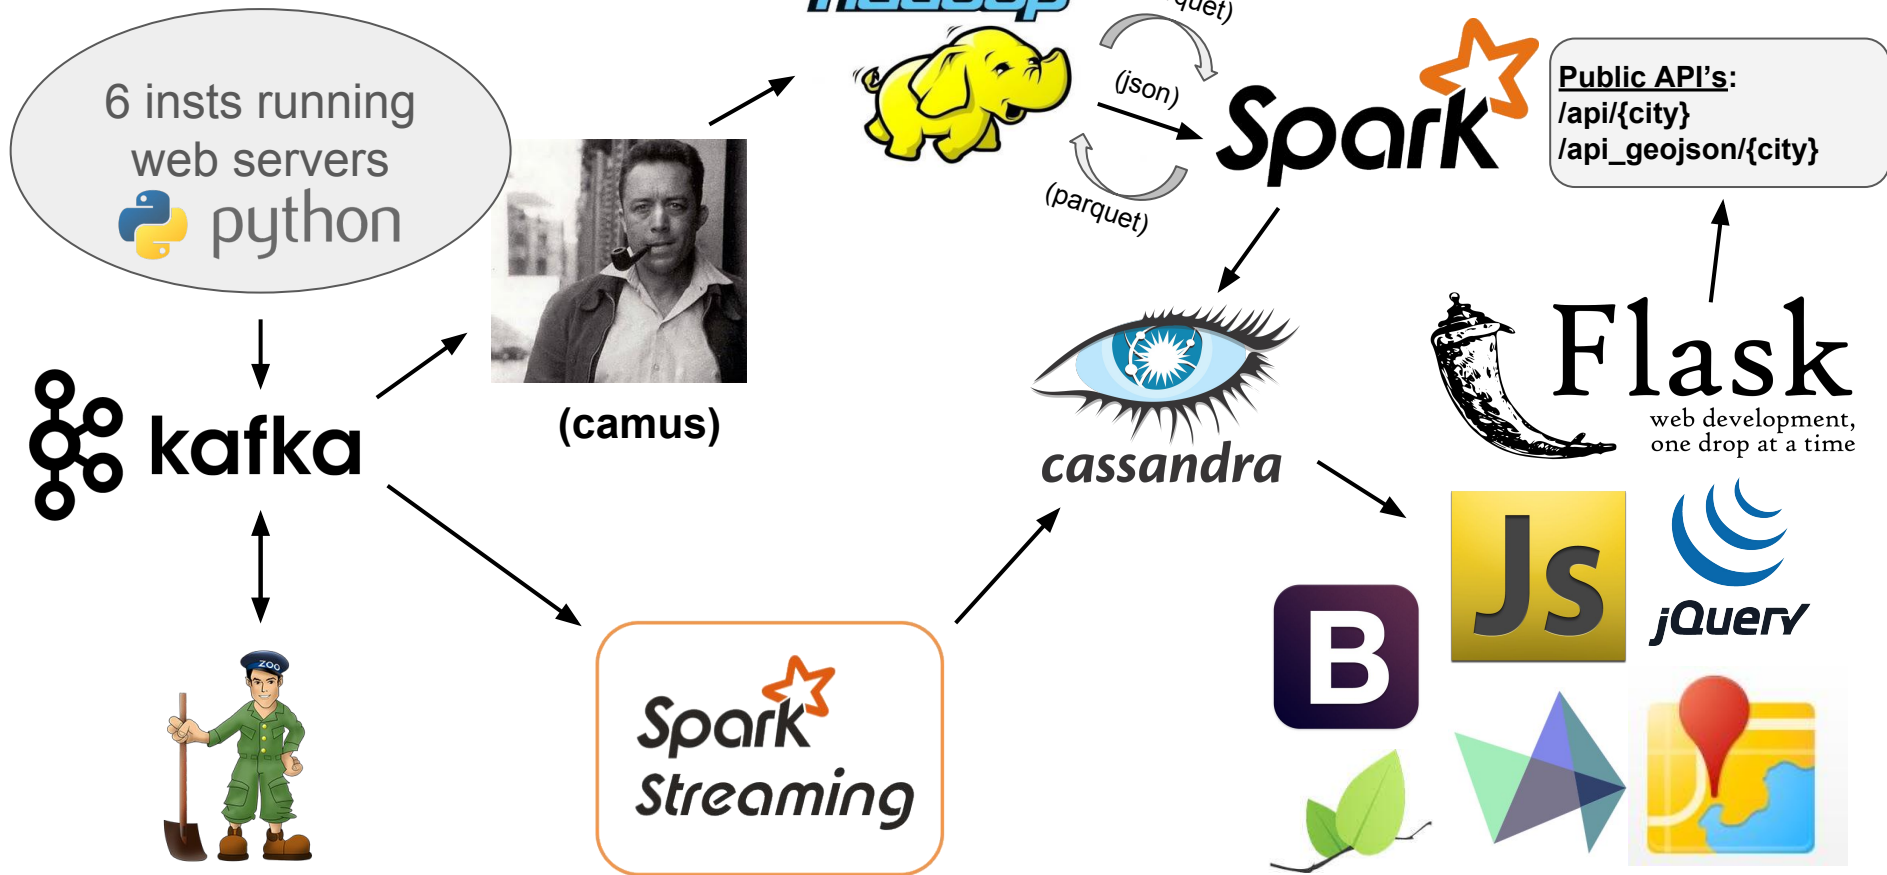 hadoop
(json)
(parquet)
Spark
Public API's:
/api/{city}
/api_geojson/{city}
6 insts running
web servers
python
(camus)
kafka
cassandra
Flask
web development,
one drop at a time
Js
jQuery
B
ZOO
Spark
Streaming